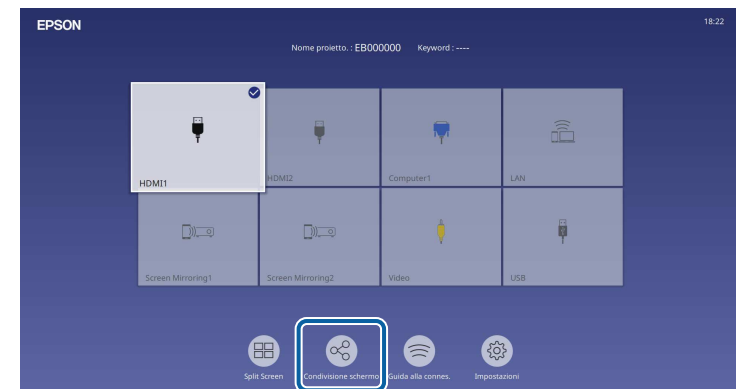 EPSON
18:22
Nome proietto. : EB000000 Keyword : ----
HDMI1
HDMI2
Computer1
LAN
Screen Mirroring1
Screen Mirroring2
Video
USB
Split Screen
Condivisione schermo
Guida alla connes.
Impostazioni